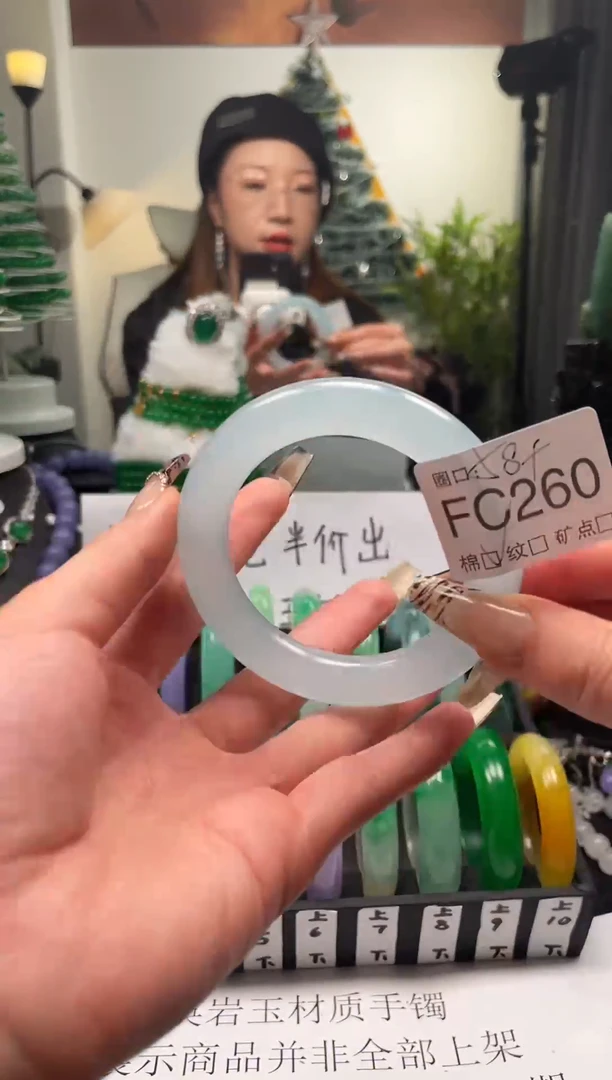 圈口 58+
FC260
棉 纹 矿点
半价出
上 上 上 上 上
6 7 8 9 10
下 下 下 下 下 下
岩玉材质手镯
示商品并非全部上架